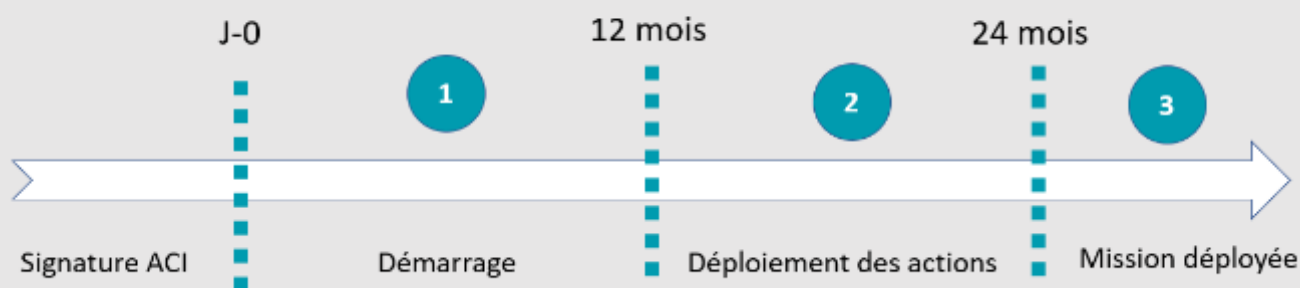 J-0
12 mois
24 mois
1
2
3
Signature ACI
Démarrage
Déploiement des actions
Mission déployée